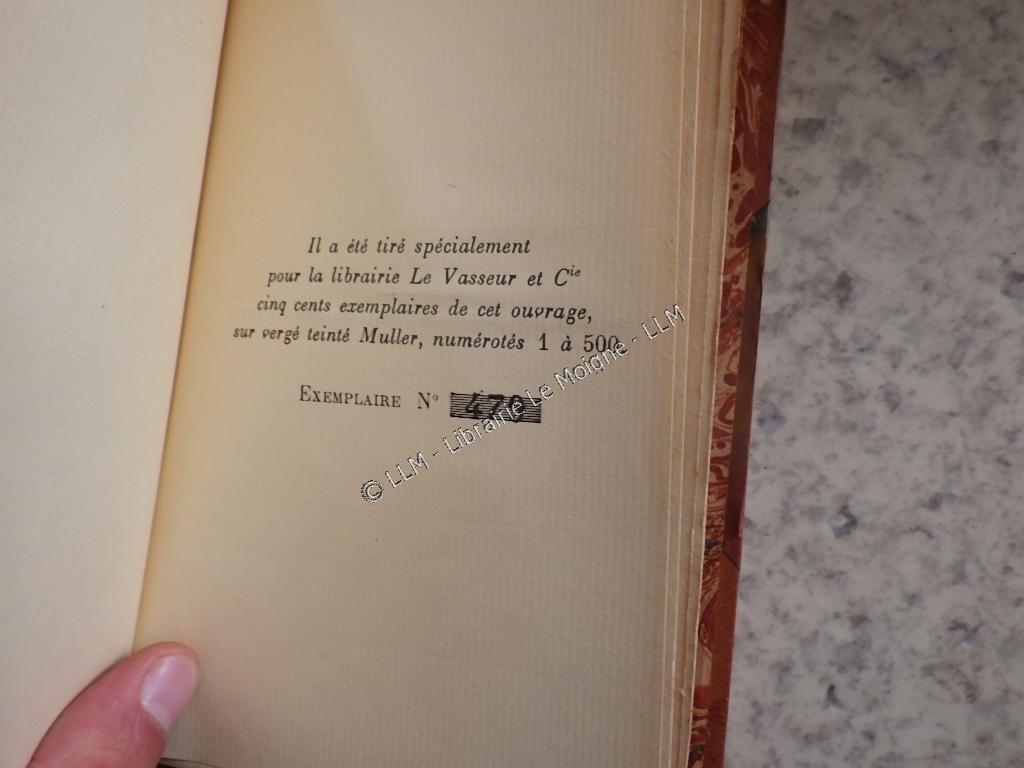 Il a été tiré spécialement
pour la librairie Le Vasseur et Cie
cinq cents exemplaires de cet ouvrage,
sur vergé teinté Muller, numérotés 1 à 500
EXEMPLAIRE N° 470
© LLM - Librairie Le Moigne - LLM